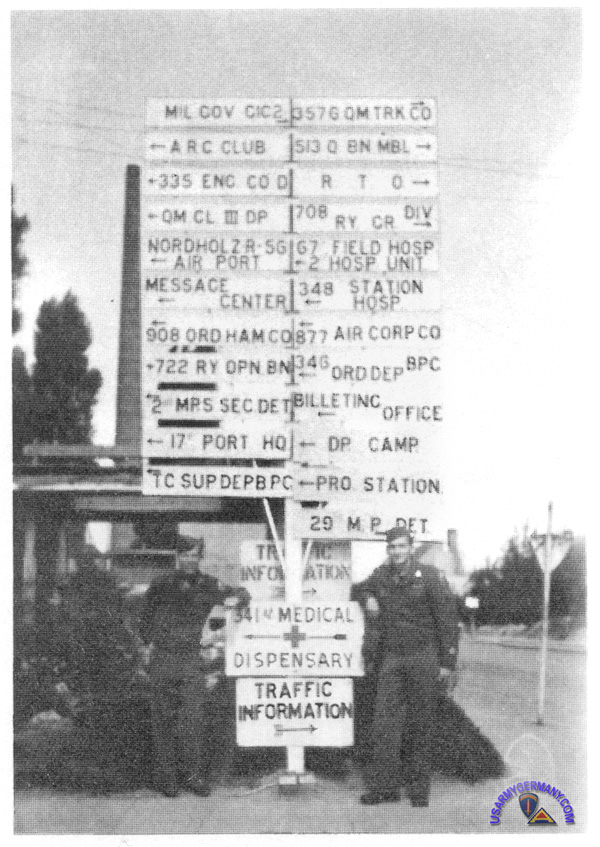 MIL GOV CIC2
→
← A R C CLUB
←335 ENG. CO D
←QM CL III DP
NORDHOLZ R-56
← AIR PORT
MESSAGE
← CENTER
←
908 ORD HAM CO
←722 RY OPN BN
←
2 MRS SEC DET
← 17 PORT HQ
←
TC SUP DEP BPC
3576 QM TRK CO
→
513 Q BN MBL →
R T O →
708 RY GR DIV
→
67 FIELD HOSP
←2 HOSP UNIT
348 STATION
← HOSP
←
877 AIR CORP CO
346 ORD DEP BPC
←
BILLETING
← OFFICE
← DP. CAMP
←
←PRO. STATION.
29 M.P. DET.
TRAFFIC
INFORMATION
→
3414 MEDICAL
← + →
DISPENSARY
TRAFFIC
INFORMATION
→
USARMYGERMANY.COM